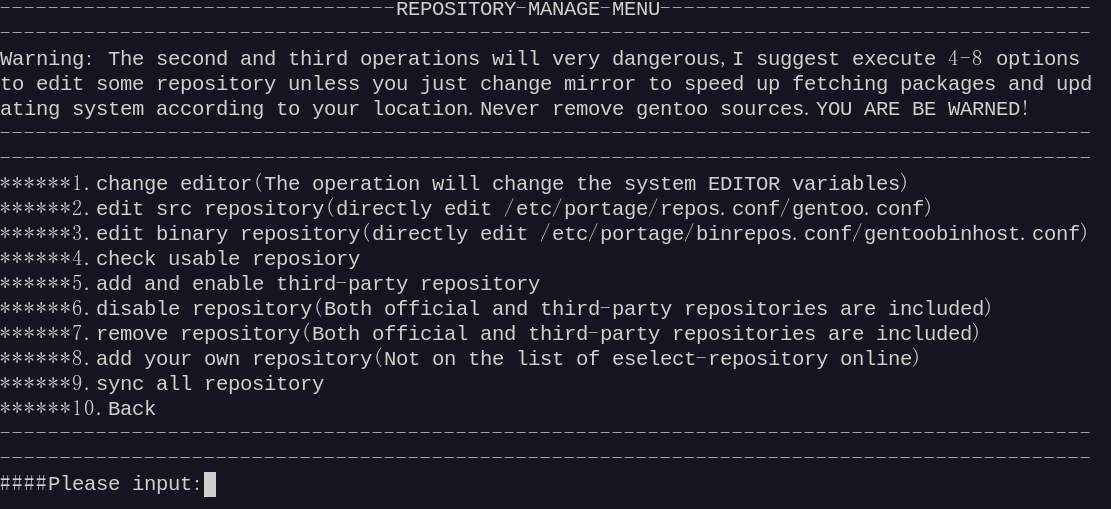 ---------------------------------REPOSITORY-MANAGE-MENU------------------------------------
-------------------------------------------------------------------------------------------
Warning: The second and third operations will very dangerous,I suggest execute 4-8 options
to edit some repository unless you just change mirror to speed up fetching packages and upd
ating system according to your location.Never remove gentoo sources.YOU ARE BE WARNED!
-------------------------------------------------------------------------------------------
-------------------------------------------------------------------------------------------
******1.change editor(The operation will change the system EDITOR variables)
******2.edit src repository(directly edit /etc/portage/repos.conf/gentoo.conf)
******3.edit binary repository(directly edit /etc/portage/binrepos.conf/gentoobinhost.conf)
******4.check usable reposiory
******5.add and enable third-party repository
******6.disable repository(Both official and third-party repositories are included)
******7.remove repository(Both official and third-party repositories are included)
******8.add your own repository(Not on the list of eselect-repository online)
******9.sync all repository
******10.Back
-------------------------------------------------------------------------------------------
-------------------------------------------------------------------------------------------
####Please input: